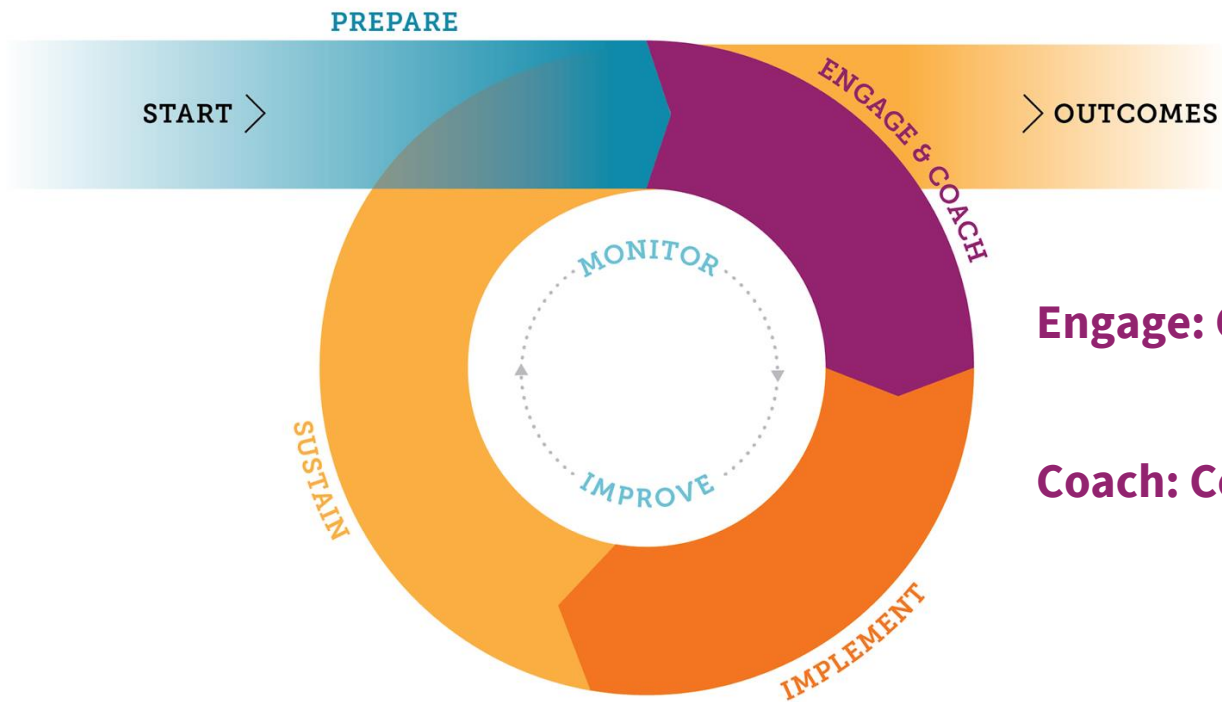 PREPARE
START
ENGAGE & COACH
OUTCOMES
MONITOR
Engage:
Coach:
IMPROVE
SUSTAIN
IMPLEMENT